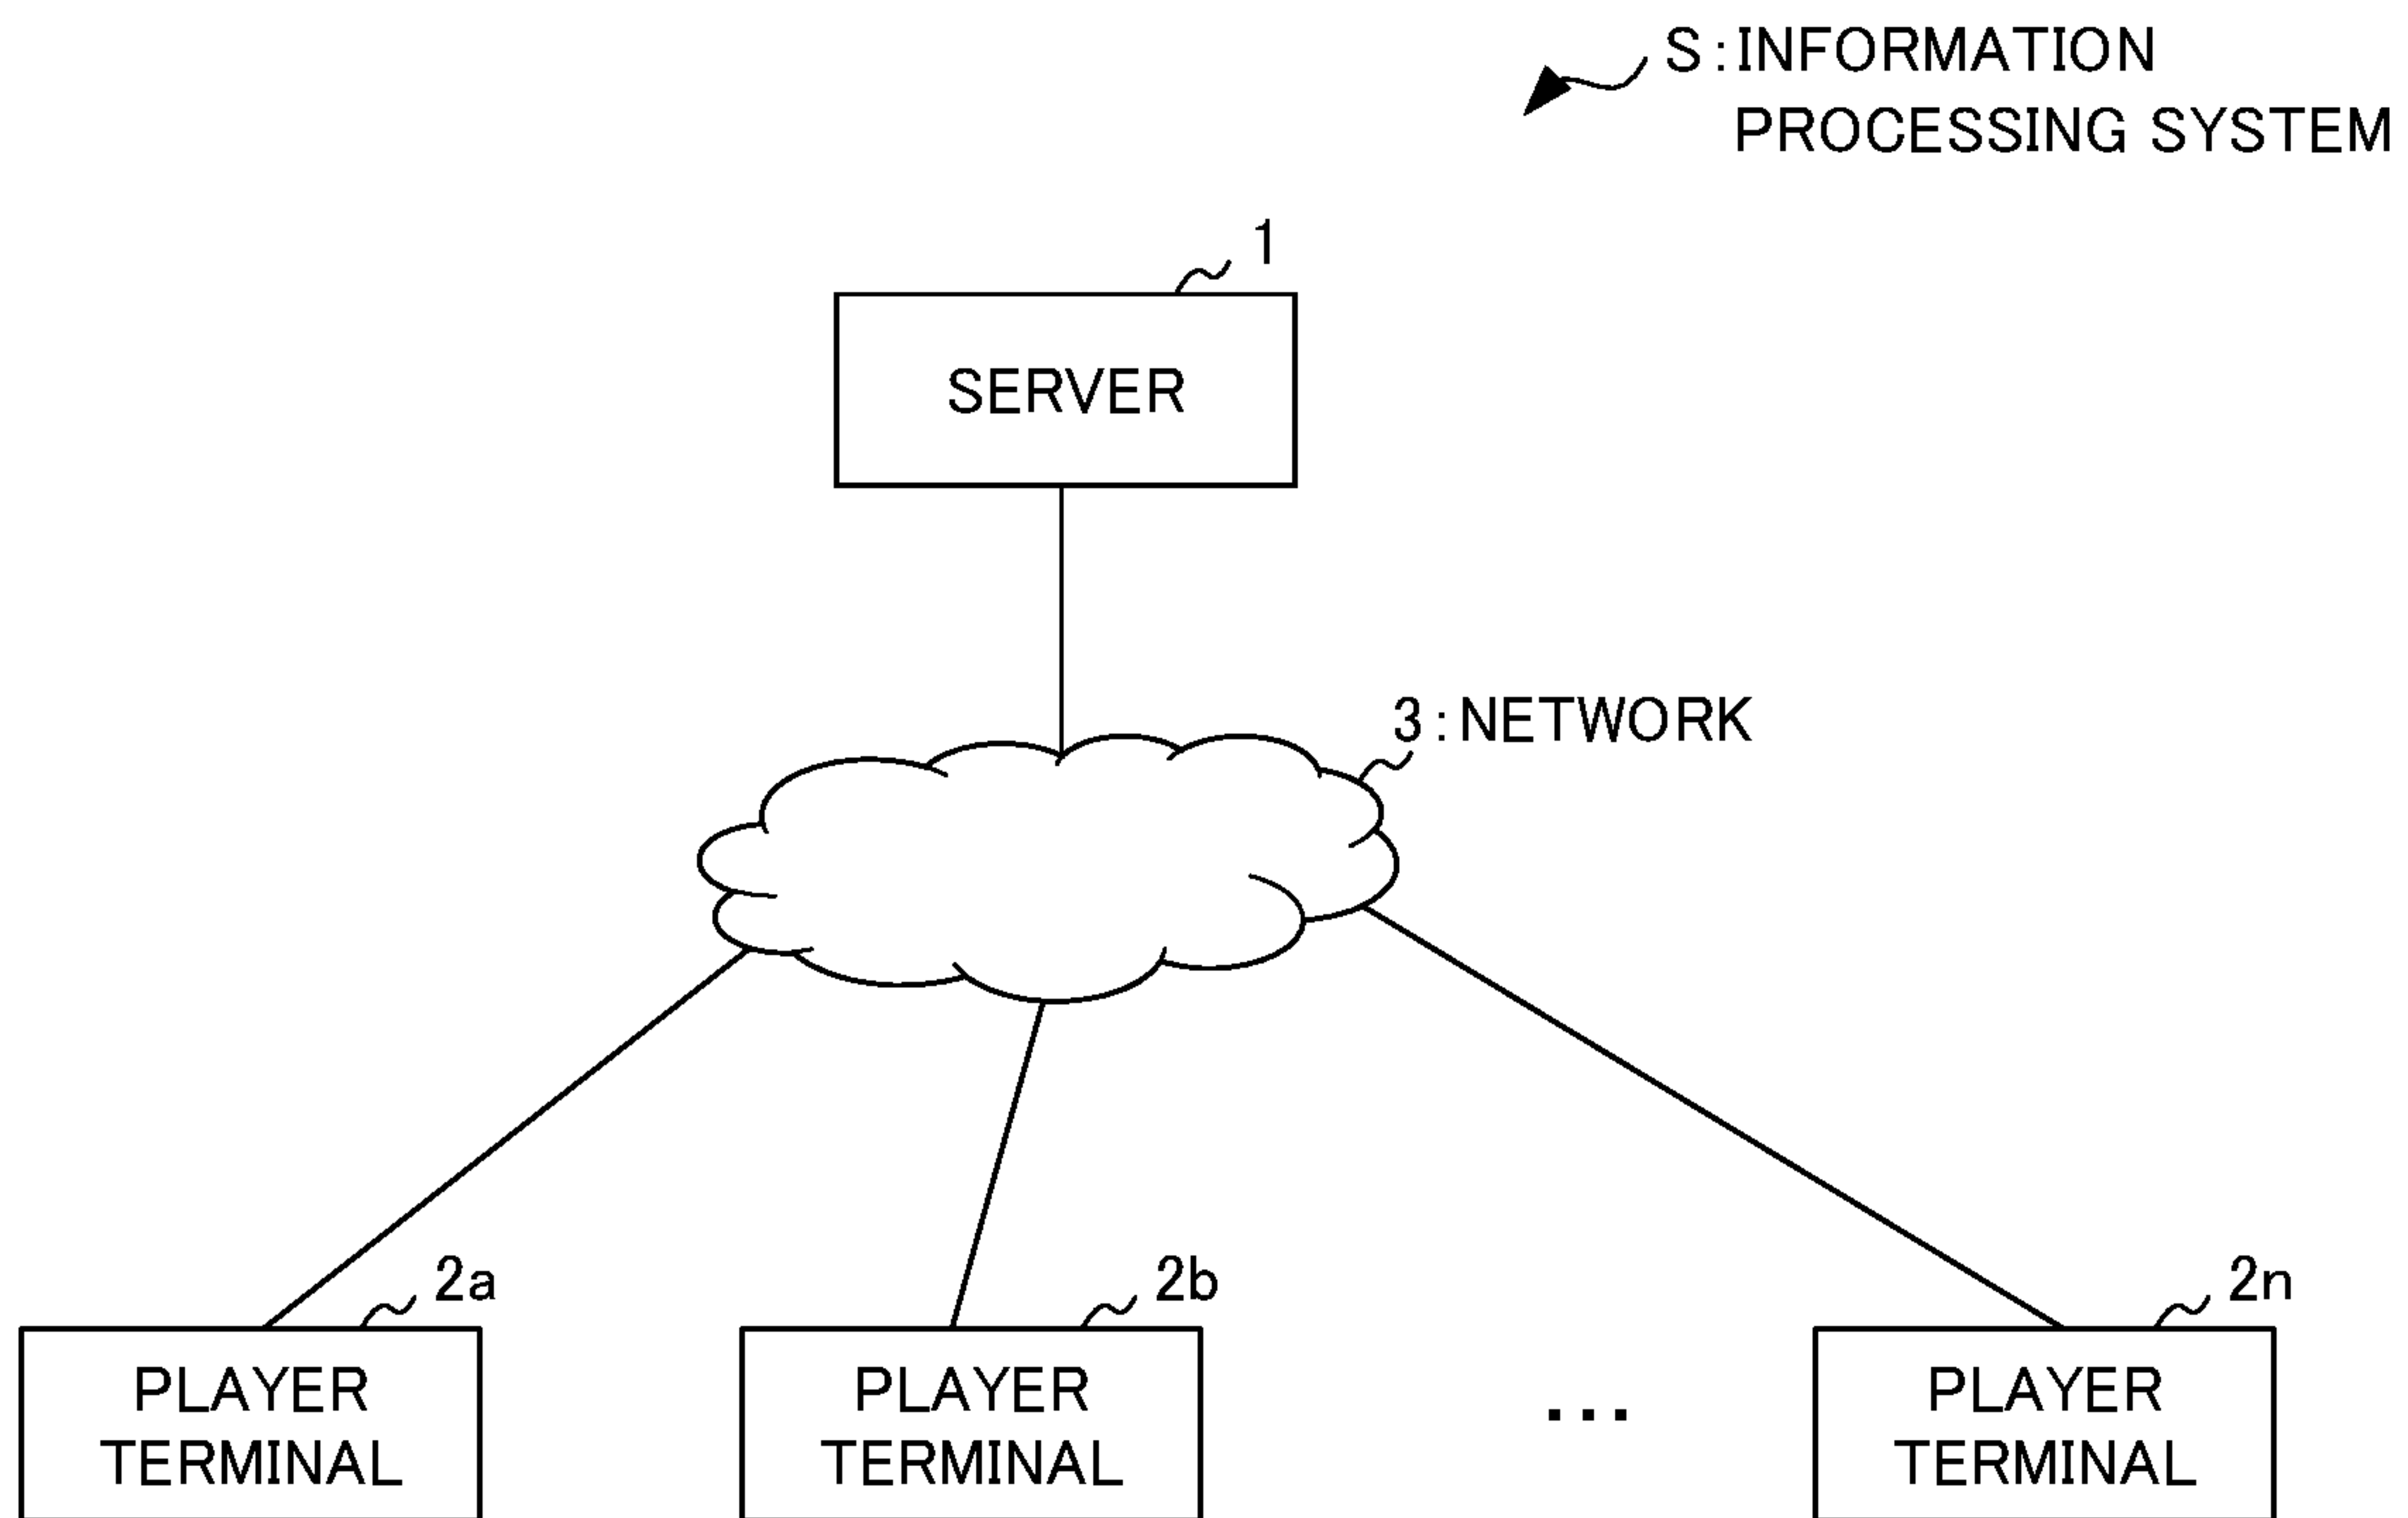 S:INFORMATION
PROCESSING SYSTEM
1
SERVER
3:NETWORK
2a
2b
2n
PLAYER
TERMINAL
PLAYER
TERMINAL
...
PLAYER
TERMINAL